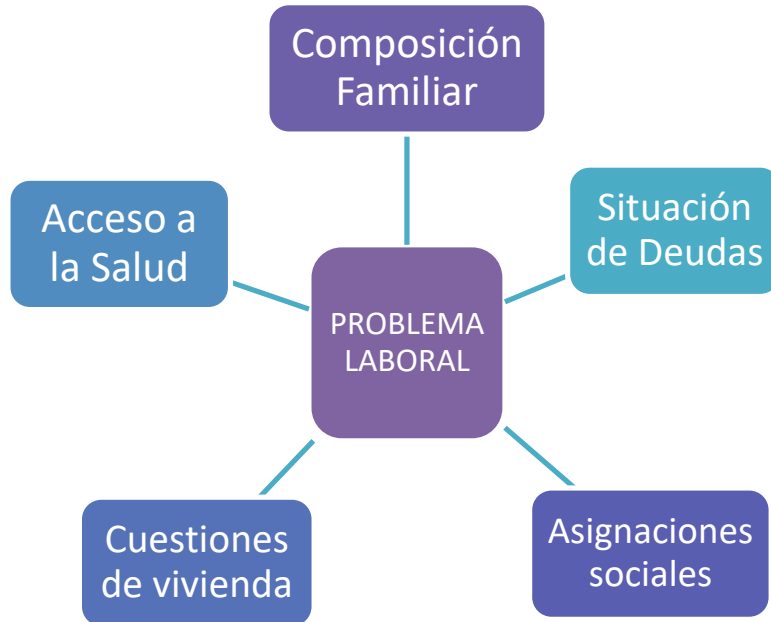 Composición
Familiar
Acceso a
la Salud
Situación
de Deudas
PROBLEMA
LABORAL
Cuestiones
de vivienda
Asignaciones
sociales